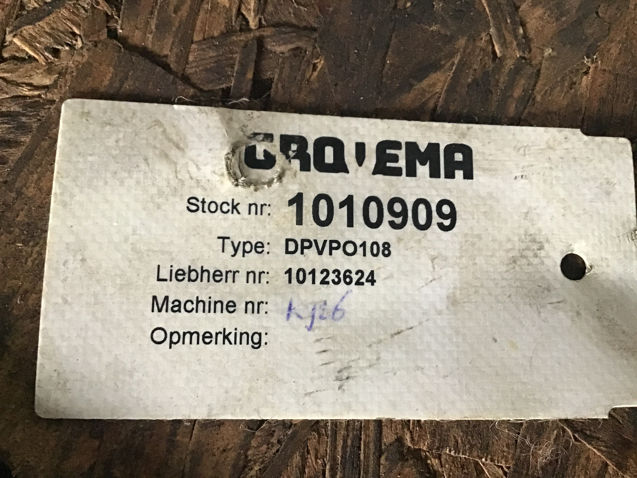 Stock nr: 1010909
Type: DPVPO108
Liebherr nr: 10123624
Machine nr:
Opmerking: